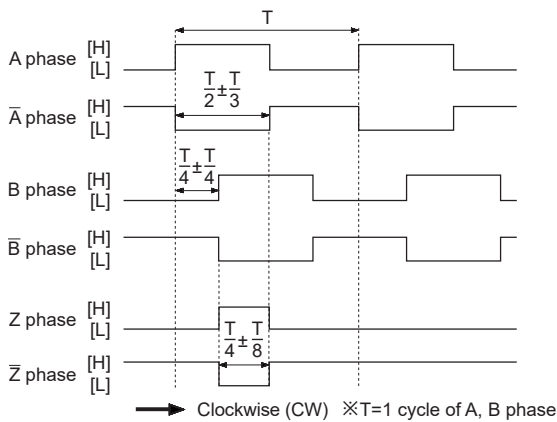 T
A phase [H]
[L]
T/2±T/3
A̅ phase [H]
[L]
T/4±T/4
B phase [H]
[L]
B̅ phase [H]
[L]
Z phase [H]
[L]
T/4±T/8
Z̅ phase [H]
[L]
Clockwise (CW) ※T=1 cycle of A, B phase